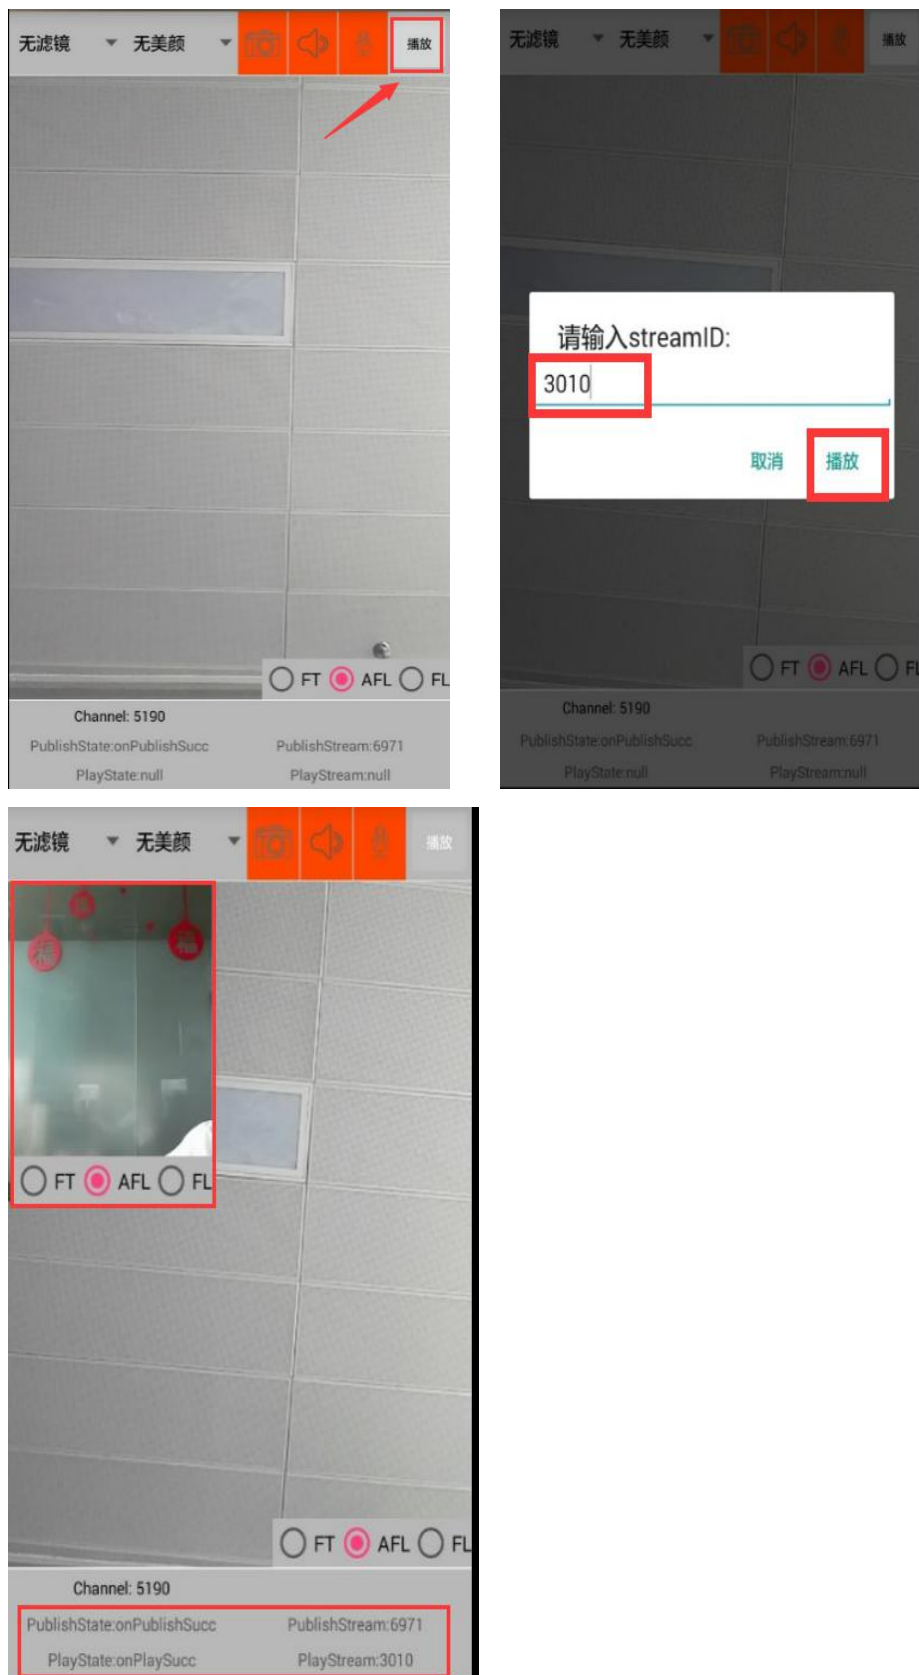 无滤镜 无美颜 播放
FT AFL FL
Channel: 5190
PublishState:onPublishSucc PublishStream:6971
PlayState:null PlayStream:null
无滤镜 无美颜 播放
请输入streamID:
3010
取消 播放
FT AFL FL
Channel: 5190
PublishState:onPublishSucc PublishStream:6971
PlayState:null PlayStream:null
无滤镜 无美颜 播放
福 福
FT AFL FL
FT AFL FL
Channel: 5190
PublishState:onPublishSucc PublishStream:6971
PlayState:onPlaySucc PlayStream:3010